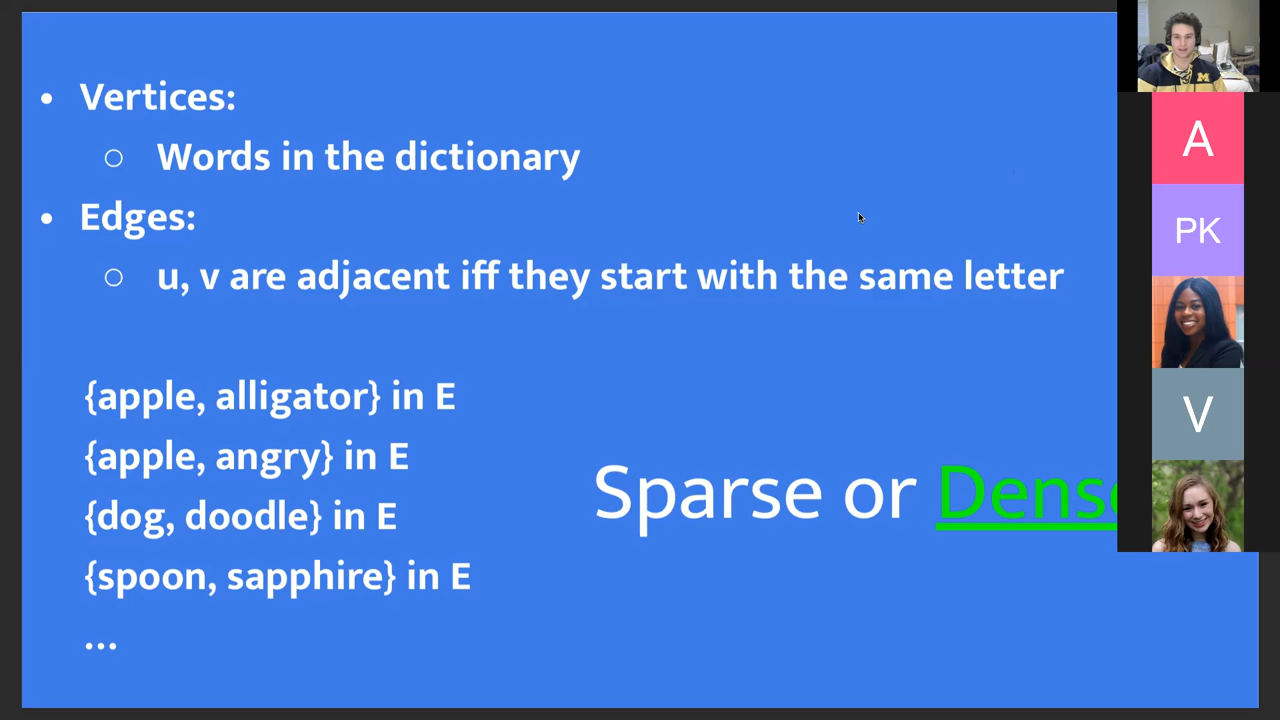 • Vertices:
○ Words in the dictionary
• Edges:
○ u, v are adjacent iff they start with the same letter
{apple, alligator} in E
{apple, angry} in E
{dog, doodle} in E
{spoon, sapphire} in E
...
Sparse or Dense
M
A
PK
V